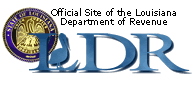 Official Site of the Louisiana
Department of Revenue
LDR